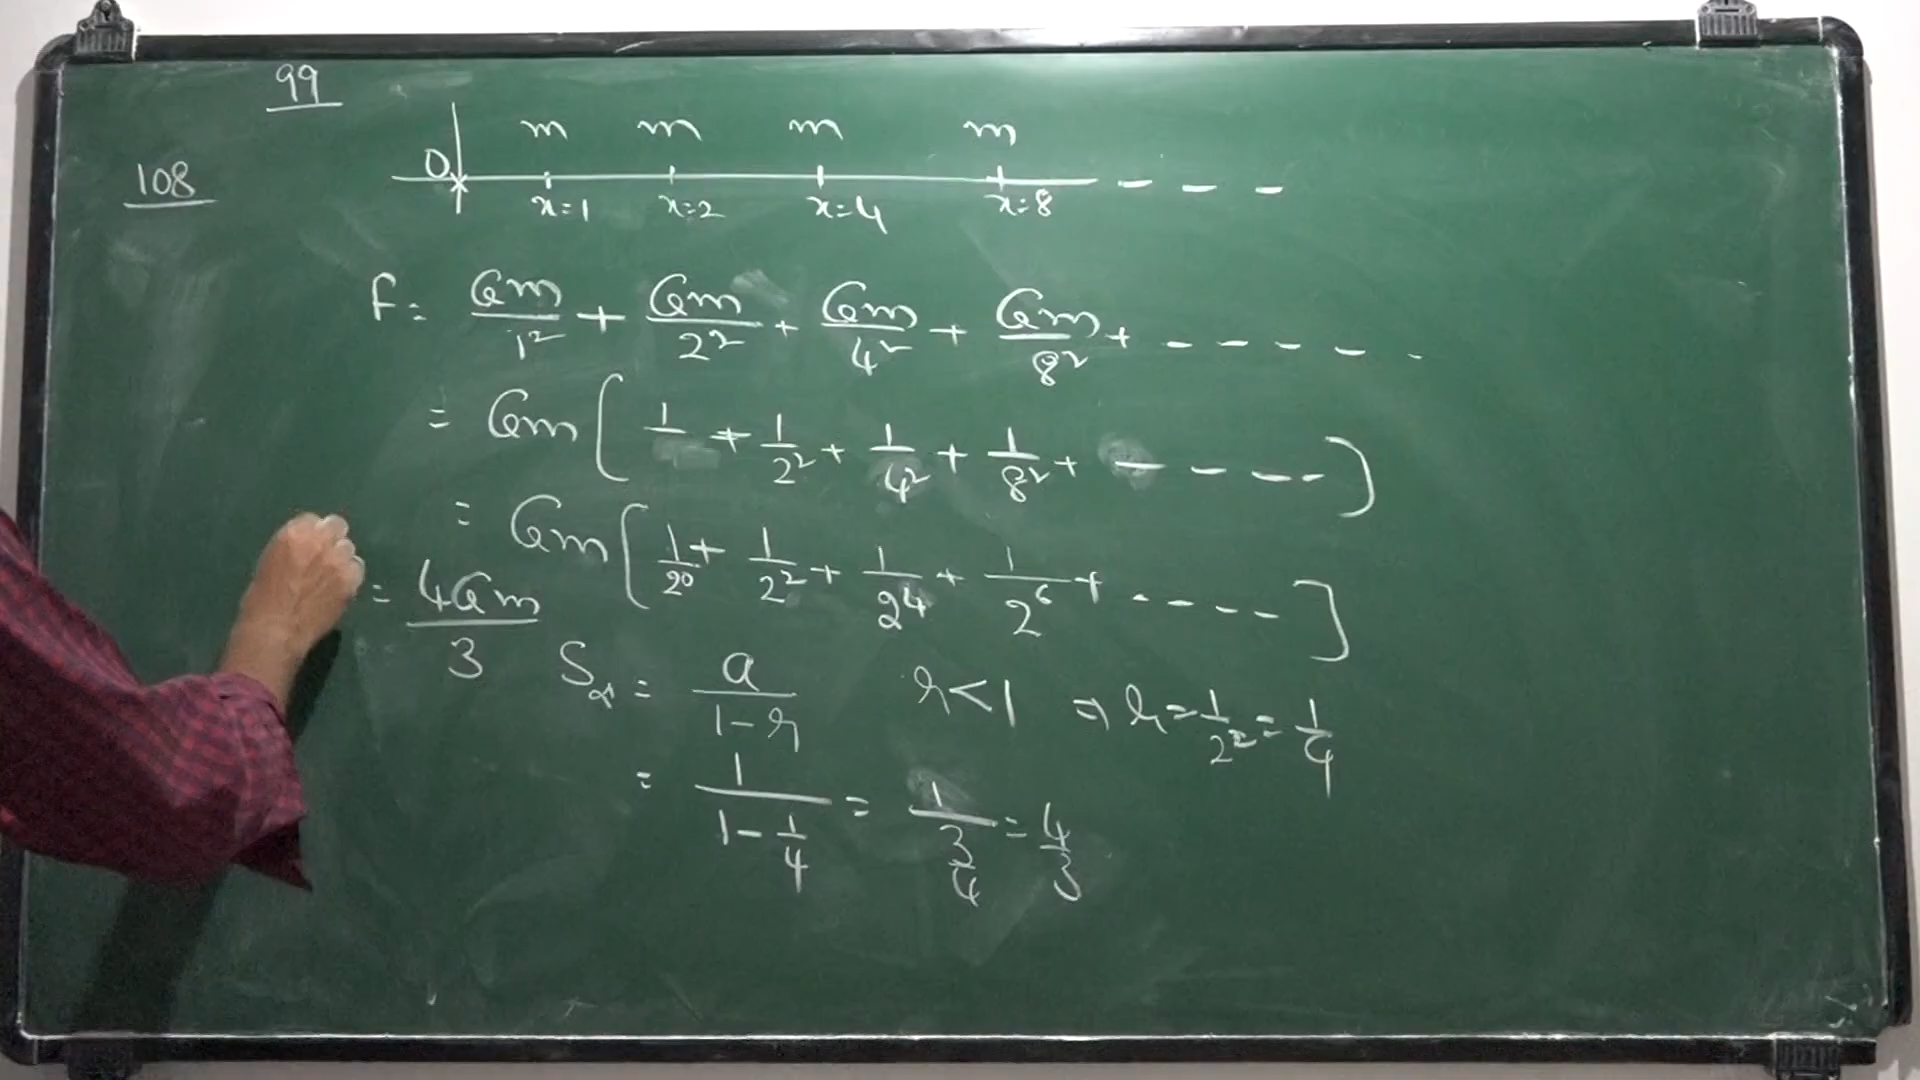 99
108
m m m m
O
x=1 x=2 x=4 x=8 - - -
F = Gm/1² + Gm/2² + Gm/4² + Gm/8² + - - - - -
= Gm [ 1/ + 1/2² + 1/4² + 1/8² + - - - - ]
= Gm [ 1/2⁰ + 1/2² + 1/2⁴ + 1/2⁶ + - - - - ]
= 4Gm/3
S∞ = a/(1-r) r<1 ⇒ r = 1/2² = 1/4
= 1/(1 - 1/4) = 1/(3/4) = 4/3